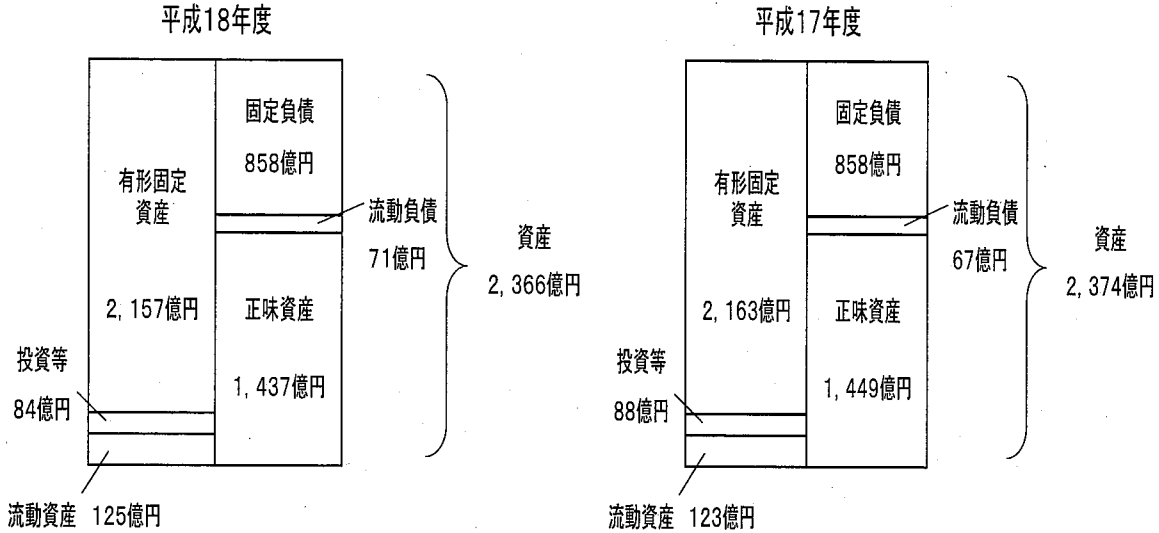 平成18年度
固定負債
858億円
有形固定
資産
流動負債
71億円
資産
2,366億円
2,157億円
正味資産
投資等
84億円
1,437億円
流動資産 125億円
平成17年度
固定負債
858億円
有形固定
資産
流動負債
67億円
資産
2,374億円
2,163億円
正味資産
投資等
88億円
1,449億円
流動資産 123億円